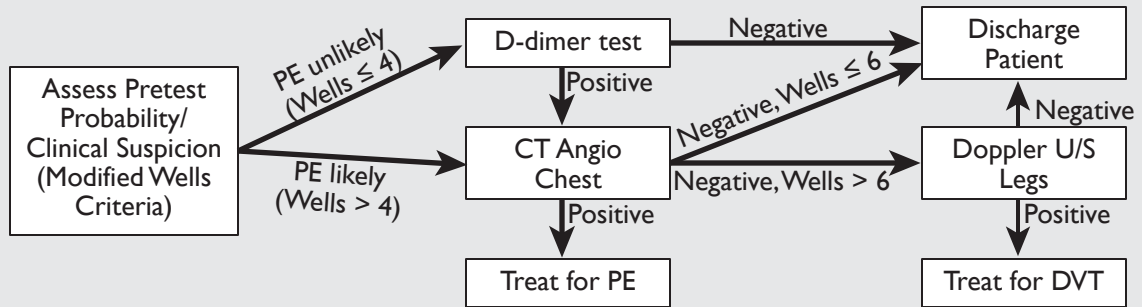 Assess Pretest
Probability/
Clinical Suspicion
(Modified Wells
Criteria)
PE unlikely
(Wells ≤ 4)
PE likely
(Wells > 4)
D-dimer test
Negative
Positive
CT Angio
Chest
Negative, Wells ≤ 6
Negative, Wells > 6
Positive
Treat for PE
Discharge
Patient
Negative
Doppler U/S
Legs
Positive
Treat for DVT